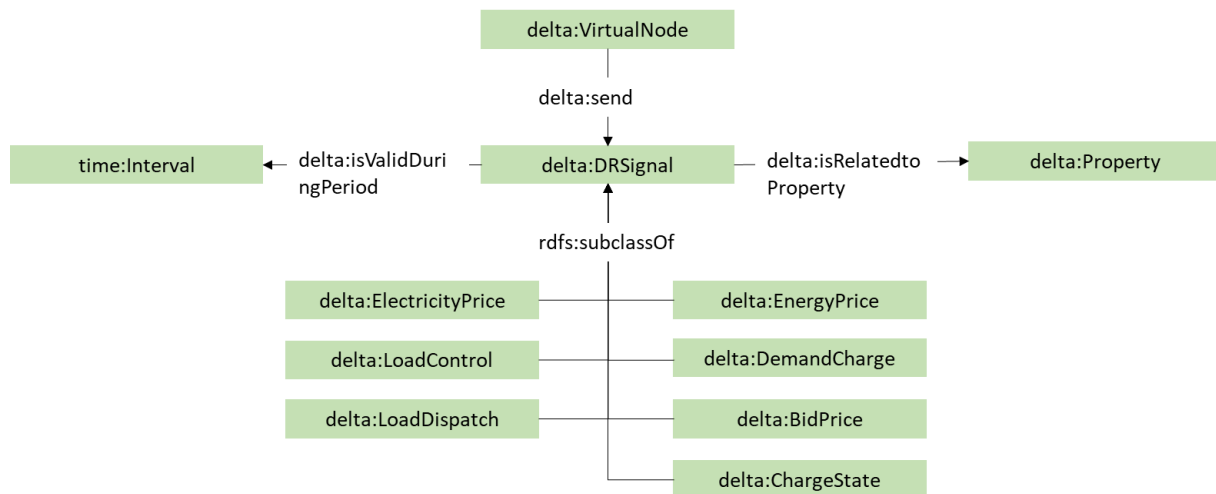 delta:VirtualNode
delta:send
time:Interval
delta:isValidDuri
ngPeriod
delta:DRSignal
delta:isRelatedto
Property
delta:Property
rdfs:subclassOf
delta:ElectricityPrice
delta:EnergyPrice
delta:LoadControl
delta:DemandCharge
delta:LoadDispatch
delta:BidPrice
delta:ChargeState